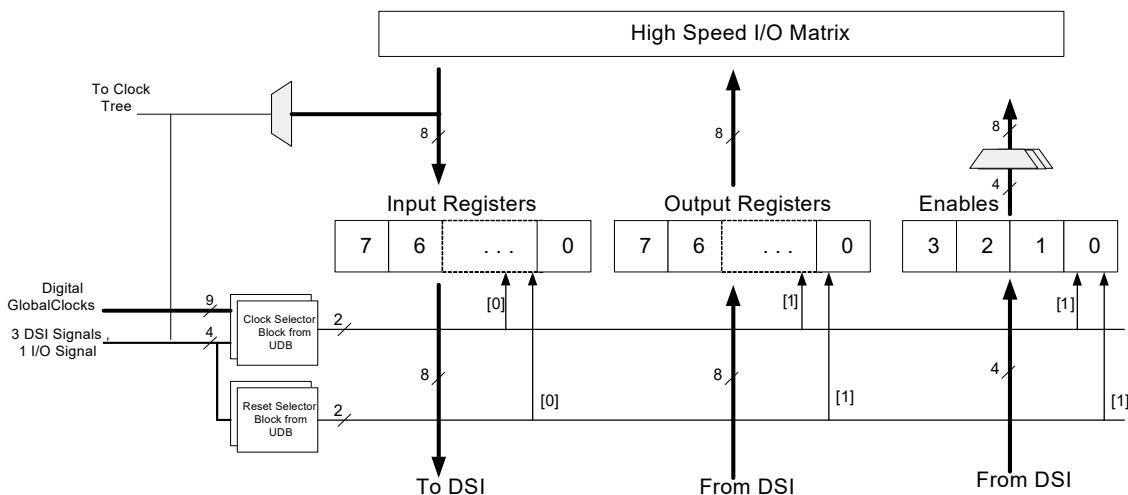 High Speed I/O Matrix
To Clock
Tree
8
8
8
4
Input Registers
Output Registers
Enables
7 6 . . . 0
7 6 . . . 0
3 2 1 0
Digital
GlobalClocks
9
3 DSI Signals ,
1 I/O Signal
4
Clock Selector
Block from
UDB
2
[0]
[1]
[1]
8
8
4
Reset Selector
Block from
UDB
2
[0]
[1]
[1]
To DSI
From DSI
From DSI